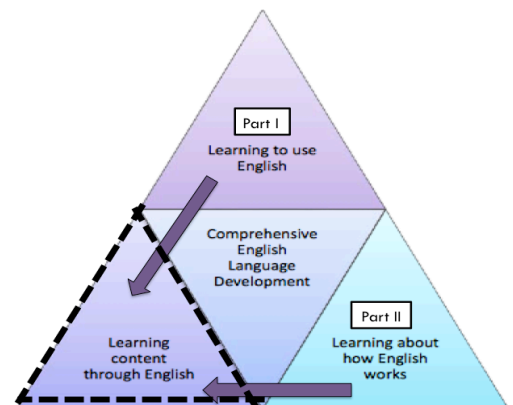 Part I
Learning to use
English
Comprehensive
English
Language
Development
Part II
Learning
content
through English
Learning about
how English
works